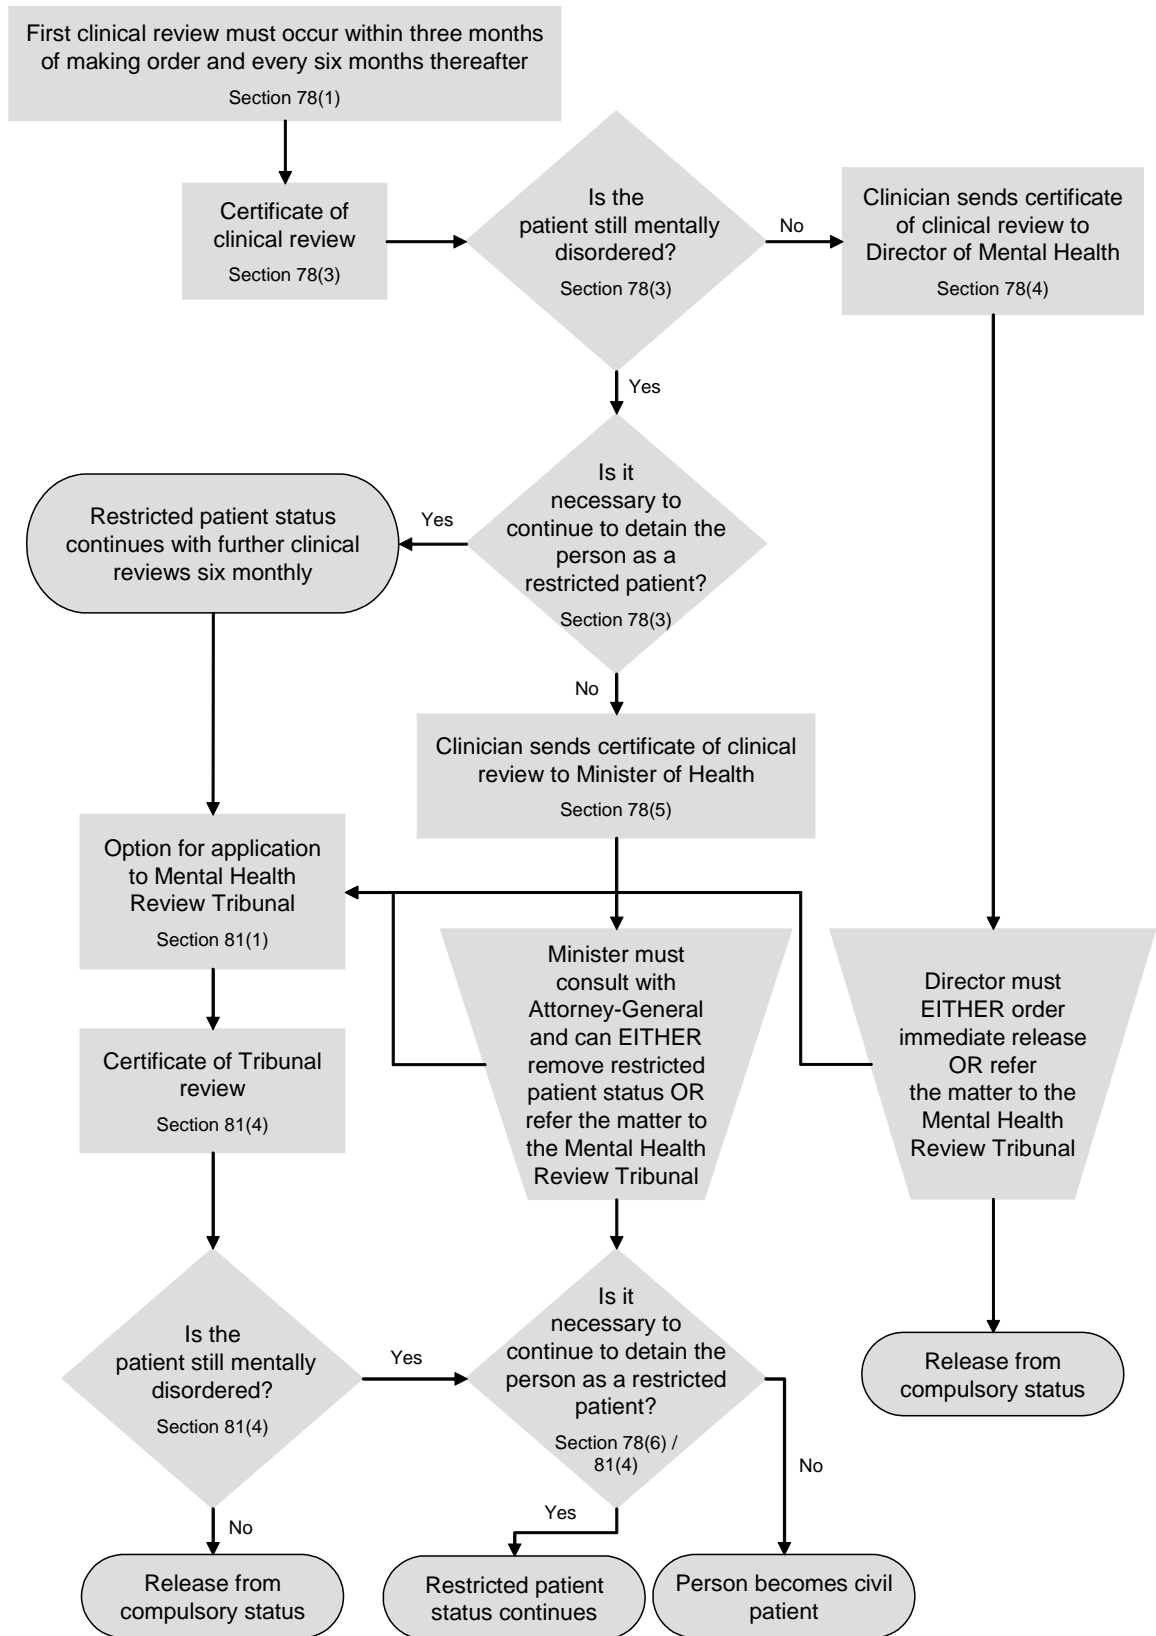 First clinical review must occur within three months
of making order and every six months thereafter
Section 78(1)
Certificate of
clinical review
Section 78(3)
Is the
patient still mentally
disordered?
Section 78(3)
No
Clinician sends certificate
of clinical review to
Director of Mental Health
Section 78(4)
Yes
Is it
necessary to
continue to detain the
person as a
restricted patient?
Section 78(3)
Yes
Restricted patient status
continues with further clinical
reviews six monthly
No
Clinician sends certificate of clinical
review to Minister of Health
Section 78(5)
Option for application
to Mental Health
Review Tribunal
Section 81(1)
Minister must
consult with
Attorney-General
and can EITHER
remove restricted
patient status OR
refer the matter to
the Mental Health
Review Tribunal
Director must
EITHER order
immediate release
OR refer
the matter to the
Mental Health
Review Tribunal
Certificate of Tribunal
review
Section 81(4)
Is the
patient still mentally
disordered?
Section 81(4)
Yes
Is it
necessary to
continue to detain the
person as a restricted
patient?
Section 78(6) /
81(4)
Release from
compulsory status
No
Yes
No
Release from
compulsory status
Restricted patient
status continues
Person becomes civil
patient